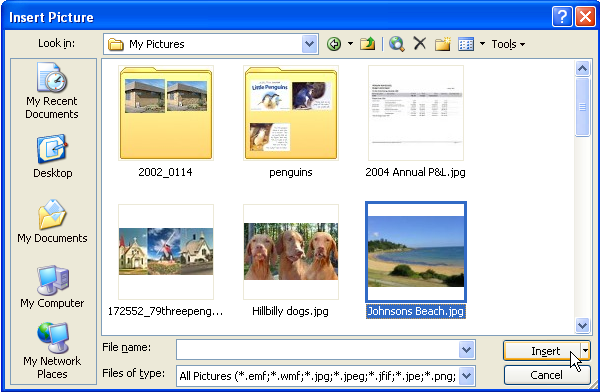 Insert Picture
Look in:
My Pictures
Tools
My Recent
Documents
Desktop
My Documents
My Computer
My Network
Places
Little Penguins
2002_0114
penguins
2004 Annual P&L.jpg
172552_79threepeng...
Hillbilly dogs.jpg
Johnsons Beach.jpg
File name:
Insert
Files of type:
All Pictures (*.emf;*.wmf;*.jpg;*.jpeg;*.jfif;*.jpe;*.png;
Cancel